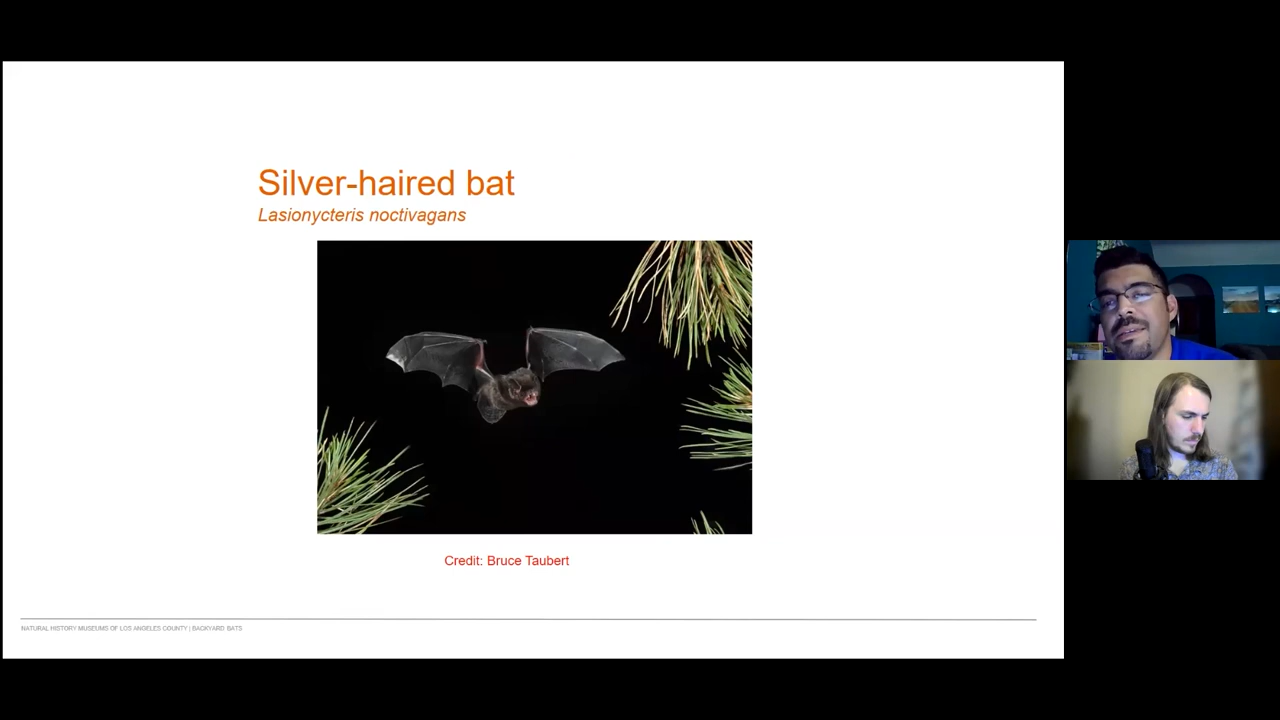 Silver-haired bat
Lasionycteris noctivagans
Credit: Bruce Taubert
NATURAL HISTORY MUSEUMS OF LOS ANGELES COUNTY | BACKYARD BATS